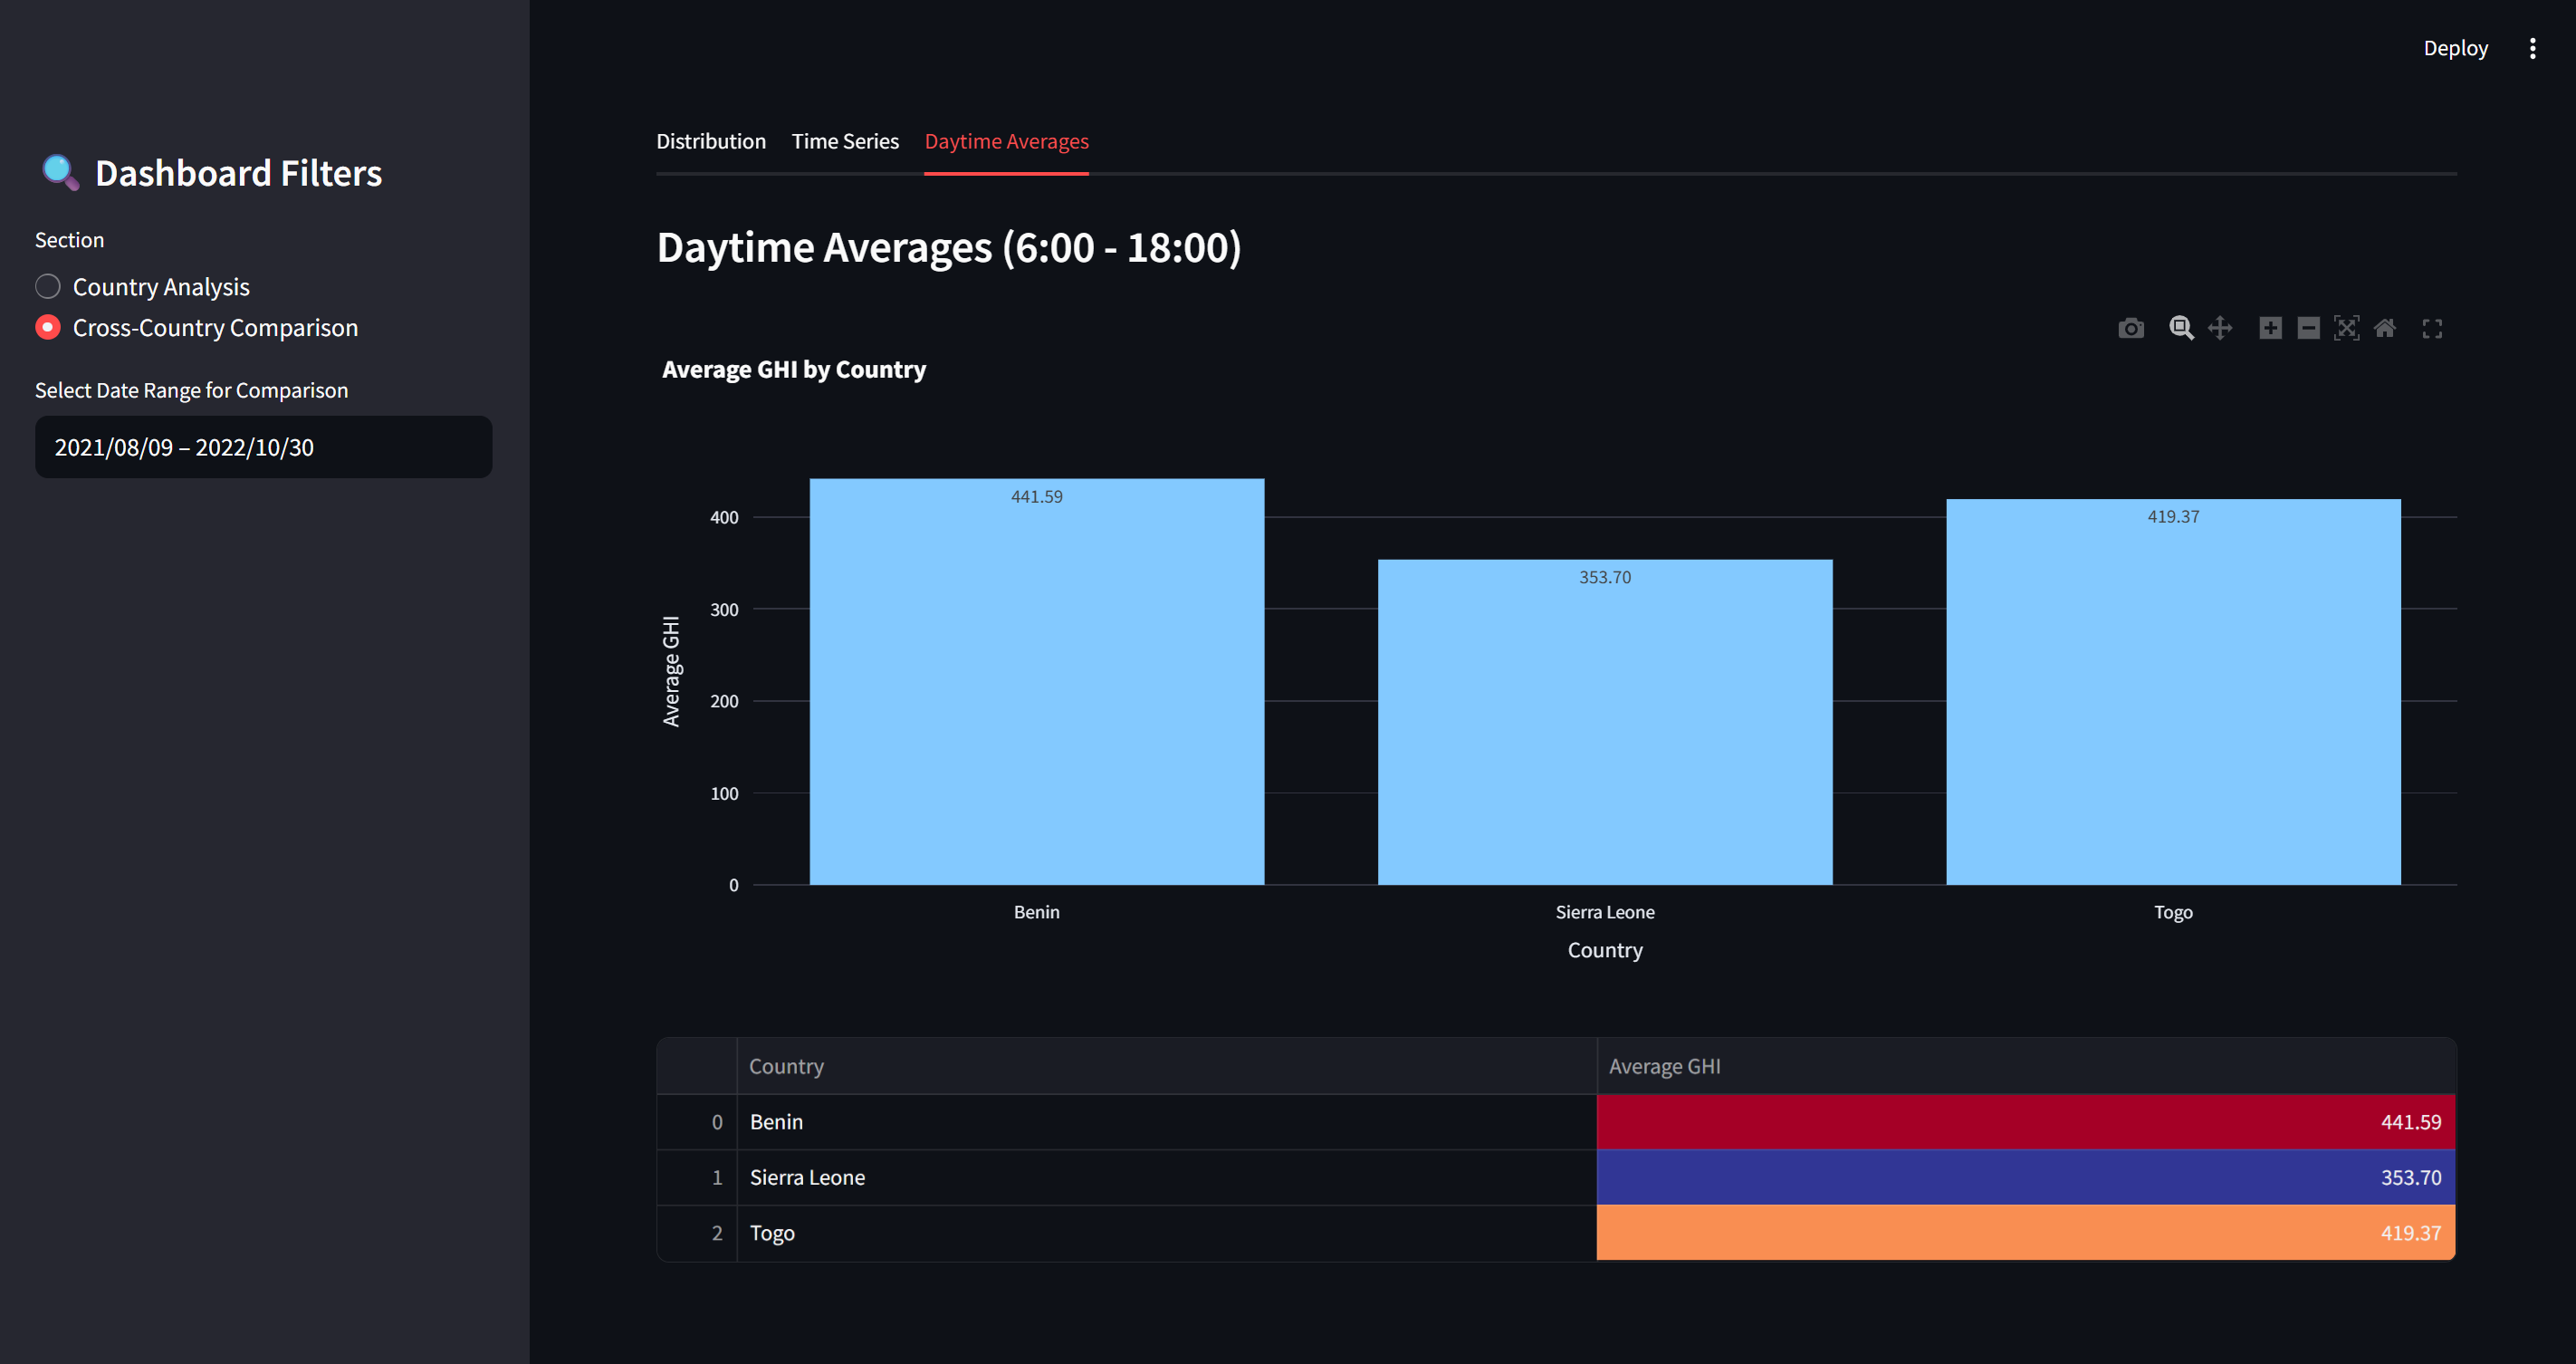 Deploy
Dashboard Filters
Section
Country Analysis
Cross-Country Comparison
Select Date Range for Comparison
2021/08/09 – 2022/10/30
Distribution Time Series Daytime Averages
Daytime Averages (6:00 - 18:00)
Average GHI by Country
Average GHI
400
300
200
100
0
441.59
353.70
419.37
Benin Sierra Leone Togo
Country
Country Average GHI
0 Benin 441.59
1 Sierra Leone 353.70
2 Togo 419.37